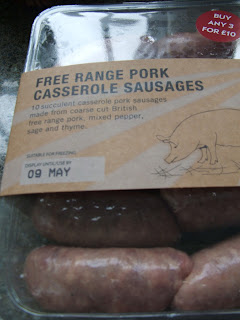 BUY
ANY 3
FOR £10
FREE RANGE PORK
CASSEROLE SAUSAGES
10 succulent casserole pork sausages
made from coarse cut British
free range pork, mixed pepper,
sage and thyme.
SUITABLE FOR FREEZING
DISPLAY UNTIL/USE BY
09 MAY